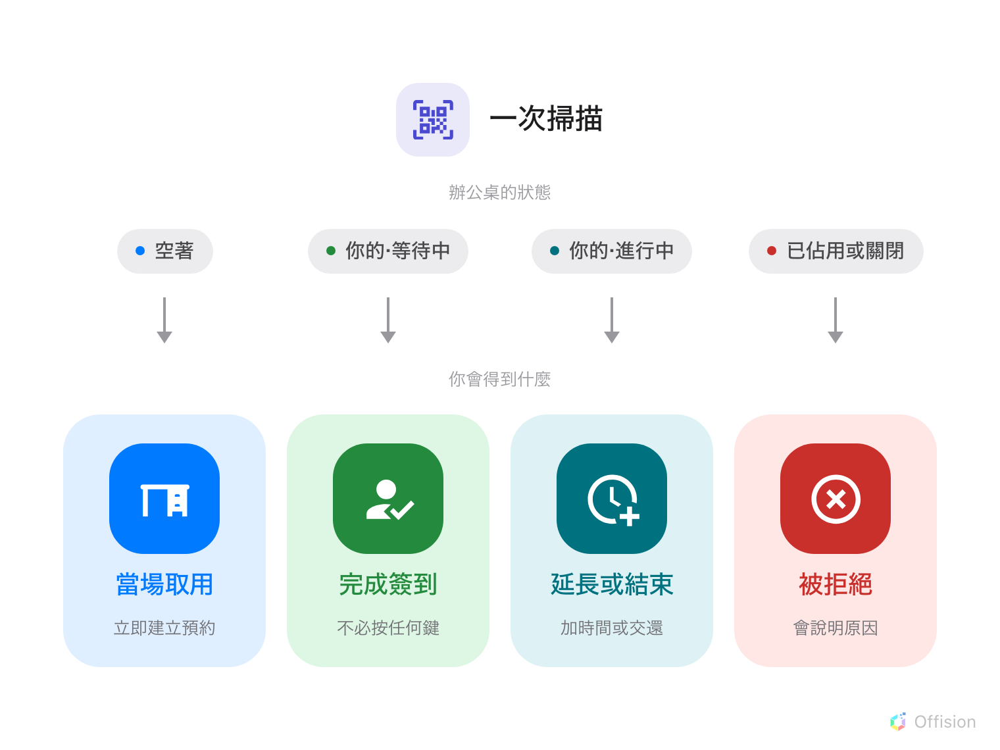 一次掃描
辦公桌的狀態
空著
你的·等待中
你的·進行中
已佔用或關閉
你會得到什麼
當場取用
立即建立預約
完成簽到
不必按任何鍵
延長或結束
加時間或交還
被拒絕
會說明原因
Offision